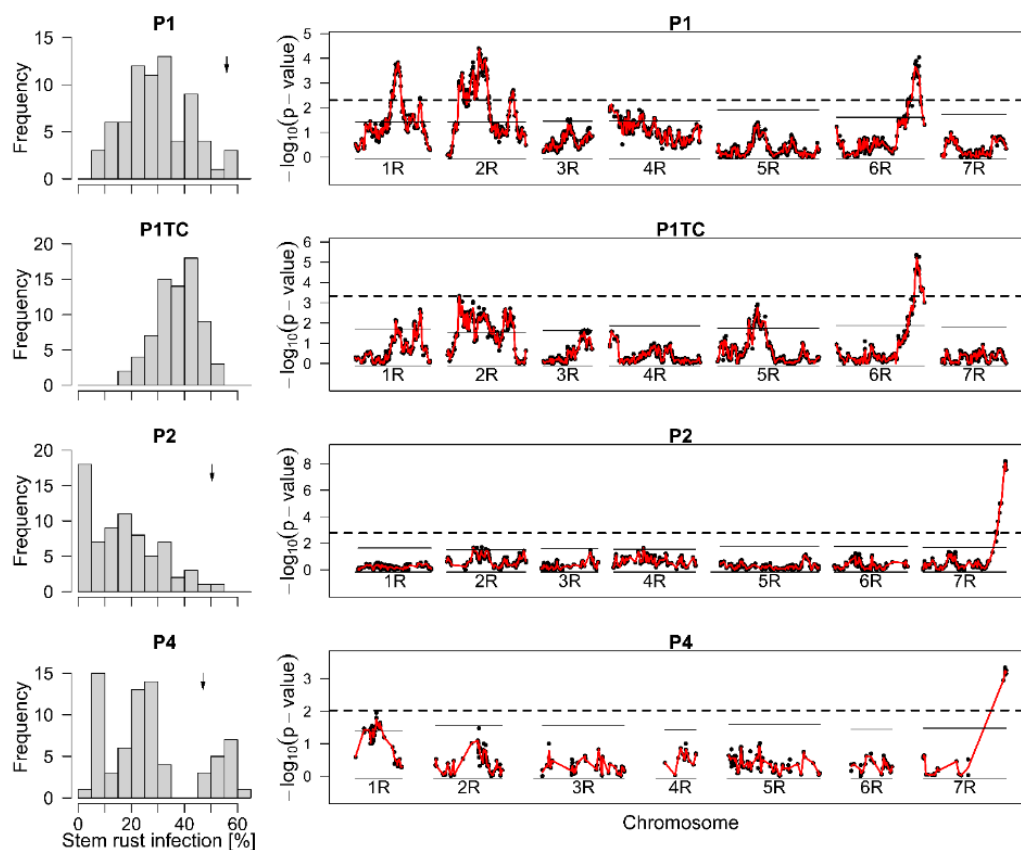 P1
15
10
5
0
Frequency
P1
5
4
3
2
1
0
− log10(p − value)
1R 2R 3R 4R 5R 6R 7R
P1TC
20
15
10
5
0
Frequency
P1TC
6
5
4
3
2
1
0
− log10(p − value)
1R 2R 3R 4R 5R 6R 7R
P2
20
15
10
5
0
Frequency
P2
8
6
4
2
0
− log10(p − value)
1R 2R 3R 4R 5R 6R 7R
P4
15
10
5
0
Frequency
0 20 40 60
Stem rust infection [%]
P4
3
2
1
0
− log10(p − value)
1R 2R 3R 4R 5R 6R 7R
Chromosome